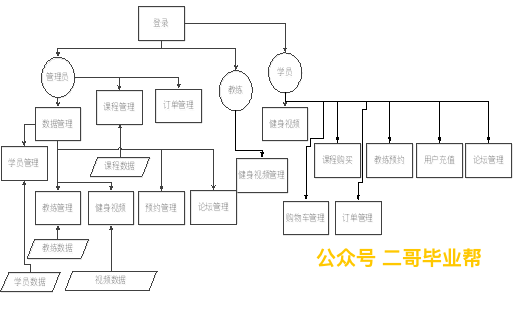 登录
管理员
教练
学员
课程管理
订单管理
健身视频
数据管理
学员管理
课程数据
健身视频管理
课程购买
教练预约
用户充值
论坛管理
教练管理
健身视频
预约管理
论坛管理
购物车管理
订单管理
教练数据
学员数据
视频数据
公众号 二哥毕业帮